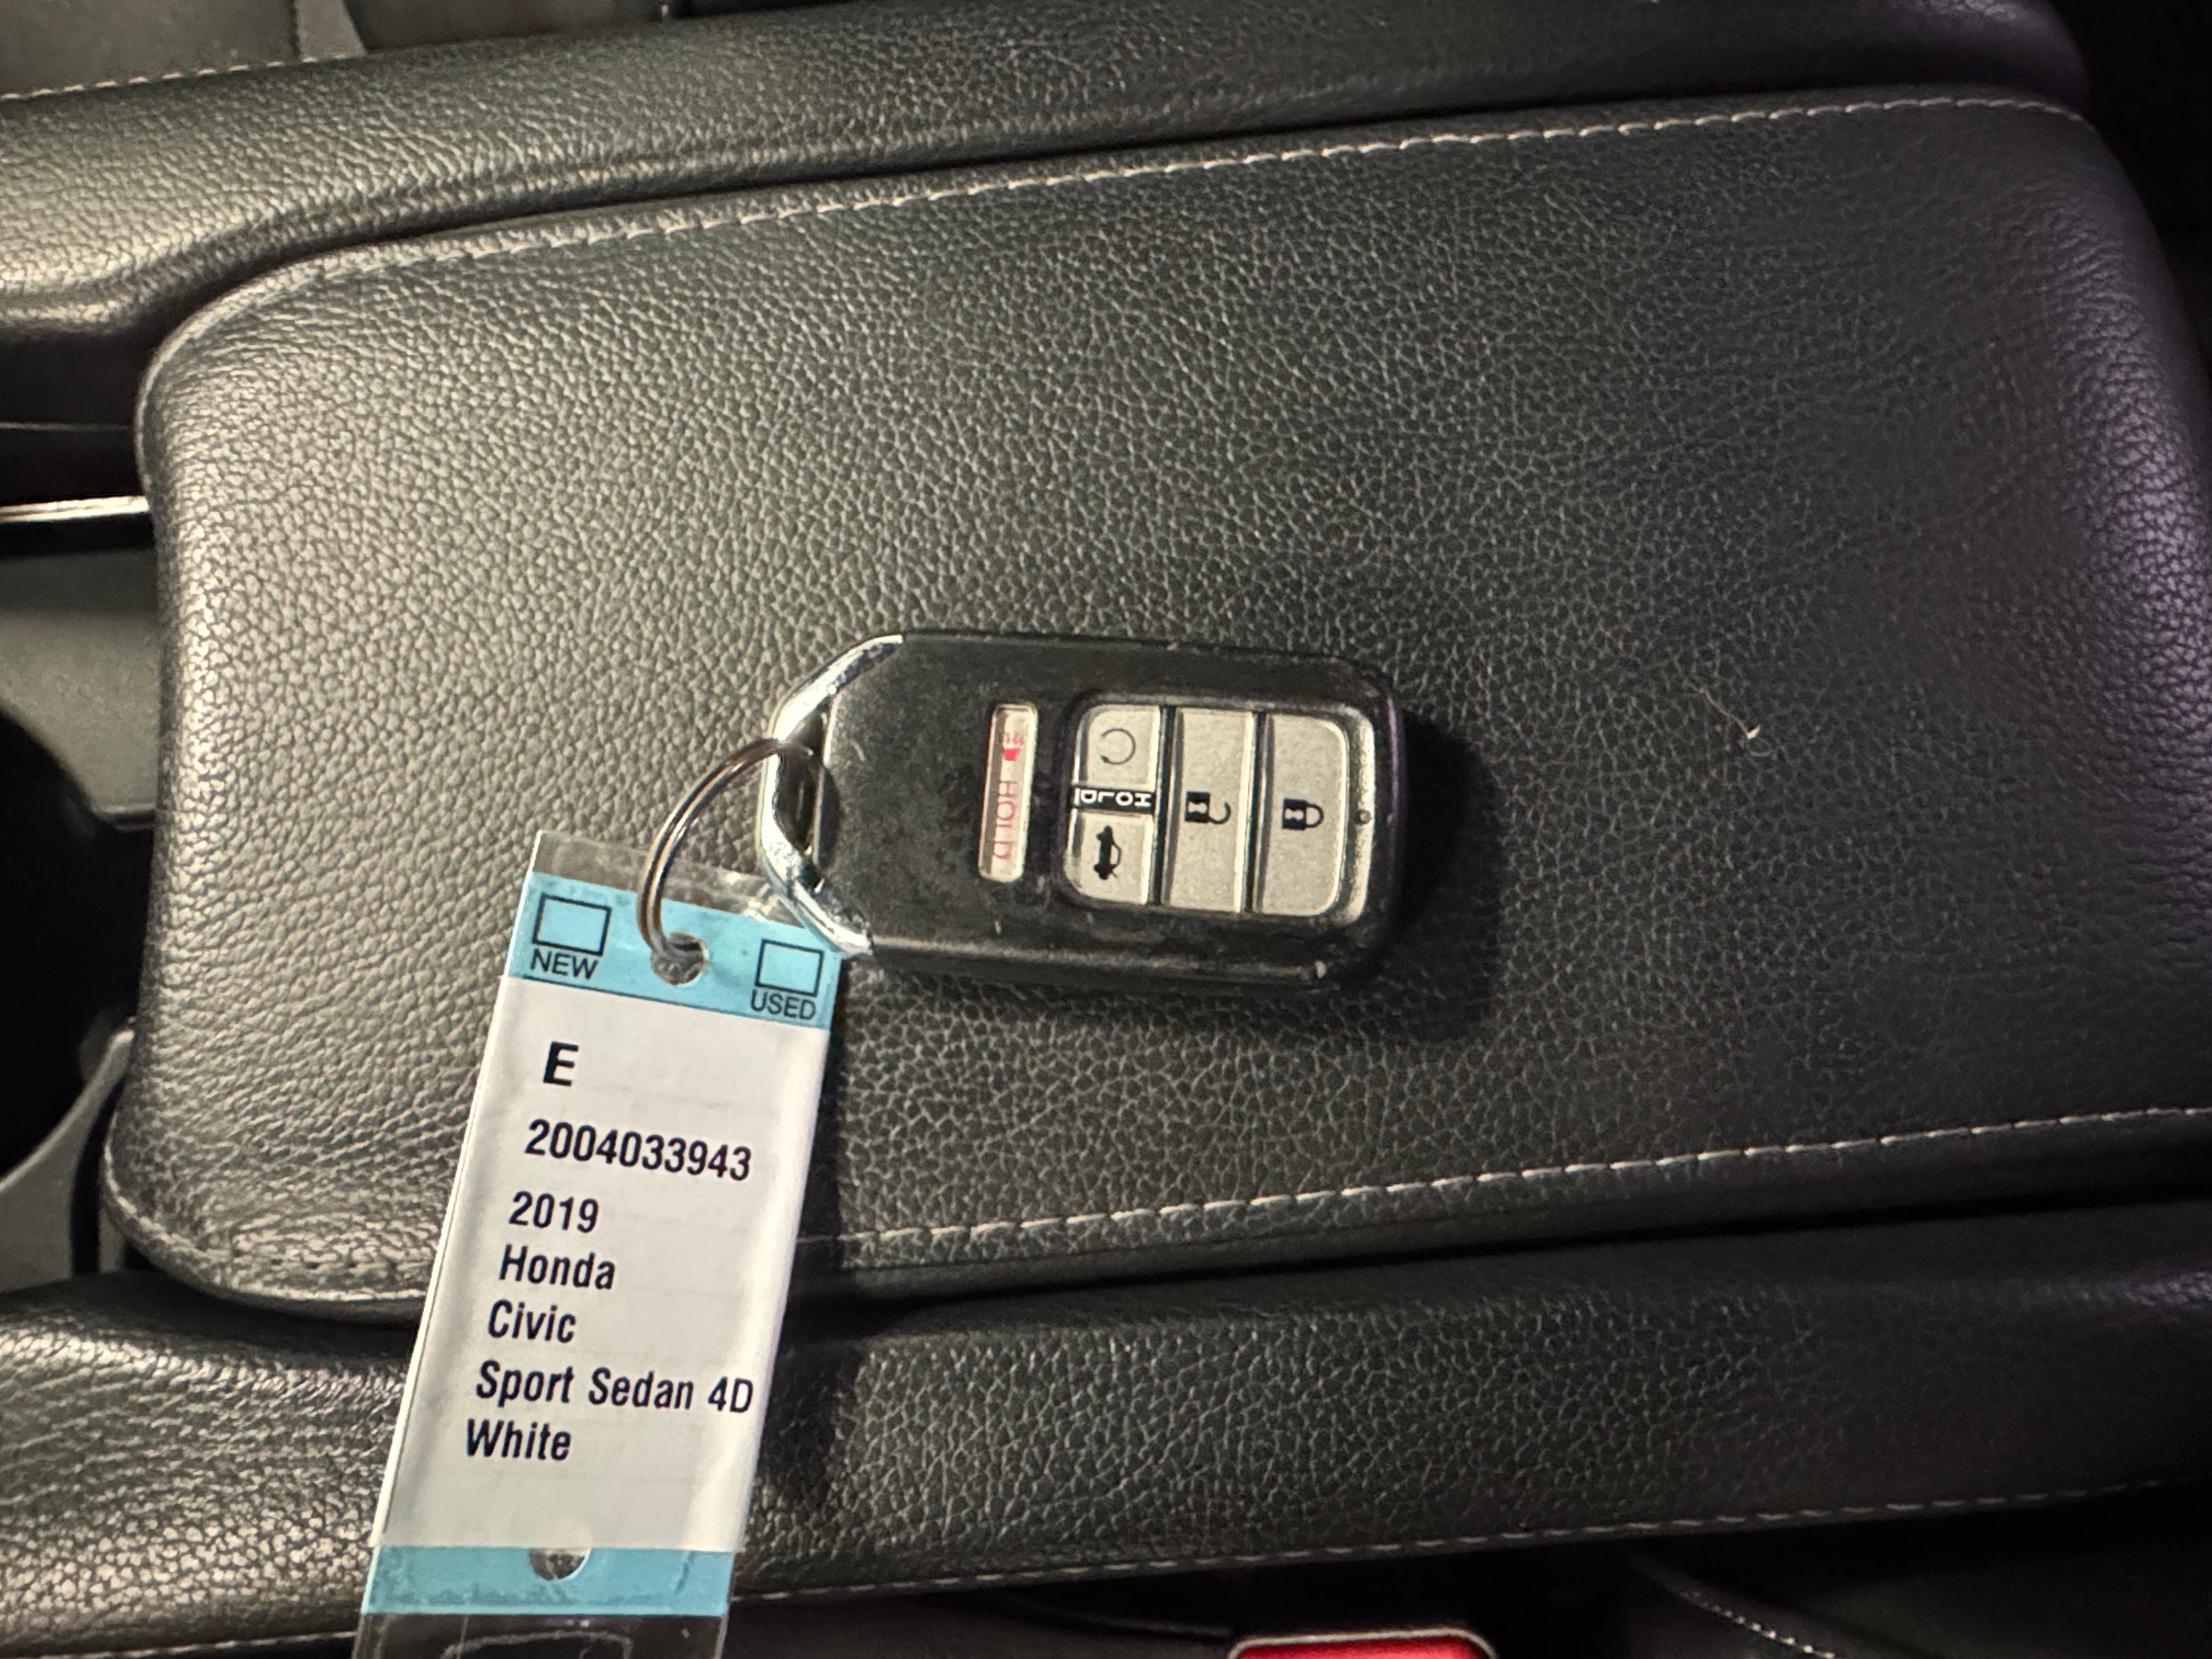 HOLD
HOLD
NEW
USED
E
2004033943
2019
Honda
Civic
Sport Sedan 4D
White